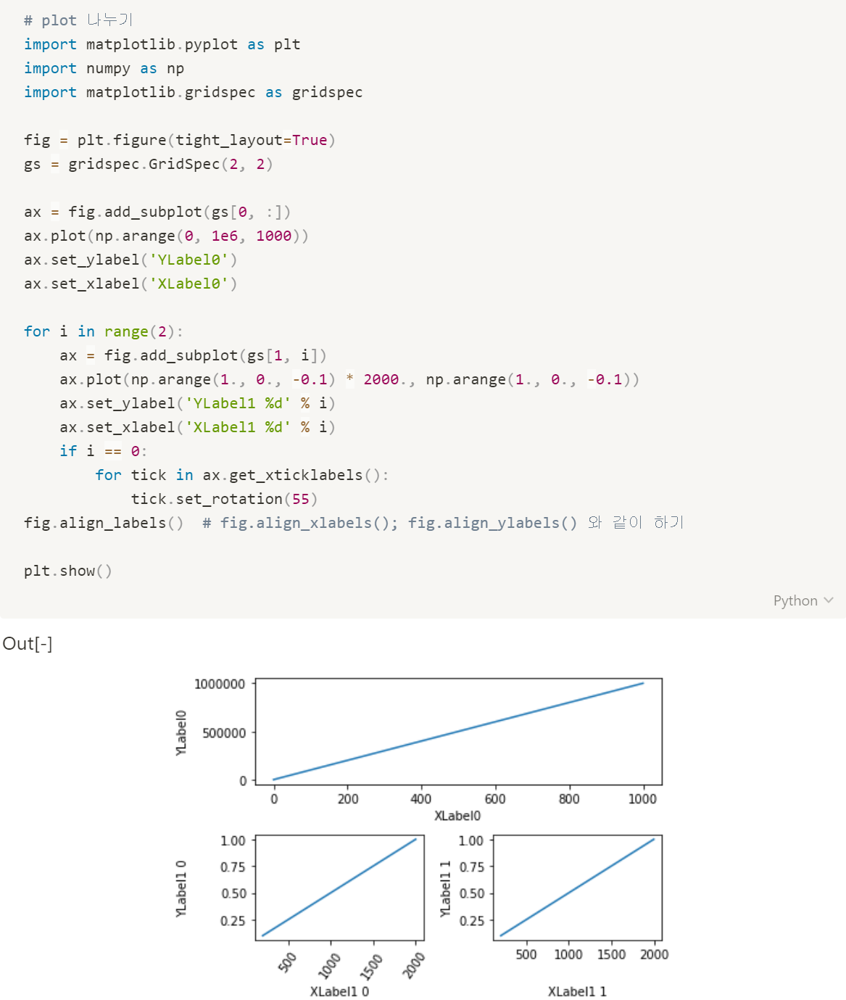 # plot 나누기
import matplotlib.pyplot as plt
import numpy as np
import matplotlib.gridspec as gridspec

fig = plt.figure(tight_layout=True)
gs = gridspec.GridSpec(2, 2)

ax = fig.add_subplot(gs[0, :])
ax.plot(np.arange(0, 1e6, 1000))
ax.set_ylabel('YLabel0')
ax.set_xlabel('XLabel0')

for i in range(2):
    ax = fig.add_subplot(gs[1, i])
    ax.plot(np.arange(1., 0., -0.1) * 2000., np.arange(1., 0., -0.1))
    ax.set_ylabel('YLabel1 %d' % i)
    ax.set_xlabel('XLabel1 %d' % i)
    if i == 0:
        for tick in ax.get_xticklabels():
            tick.set_rotation(55)
fig.align_labels()  # fig.align_xlabels(); fig.align_ylabels() 와 같이 하기

plt.show()
Python
Out[-]
YLabel0
1000000
500000
0
0 200 400 600 800 1000
XLabel0
YLabel1 0
1.00
0.75
0.50
0.25
500 1000 1500 2000
XLabel1 0
YLabel1 1
1.00
0.75
0.50
0.25
500 1000 1500 2000
XLabel1 1